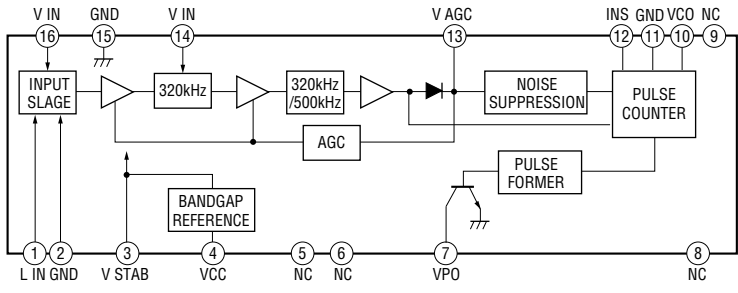 V IN GND V IN V AGC INS GND VCO NC
16 15 14 13 12 11 10 9
INPUT
SLAGE
320kHz
320kHz
/500kHz
NOISE
SUPPRESSION
PULSE
COUNTER
AGC
PULSE
FORMER
BANDGAP
REFERENCE
1 2 3 4 5 6 7 8
L IN GND V STAB VCC NC NC VPO NC